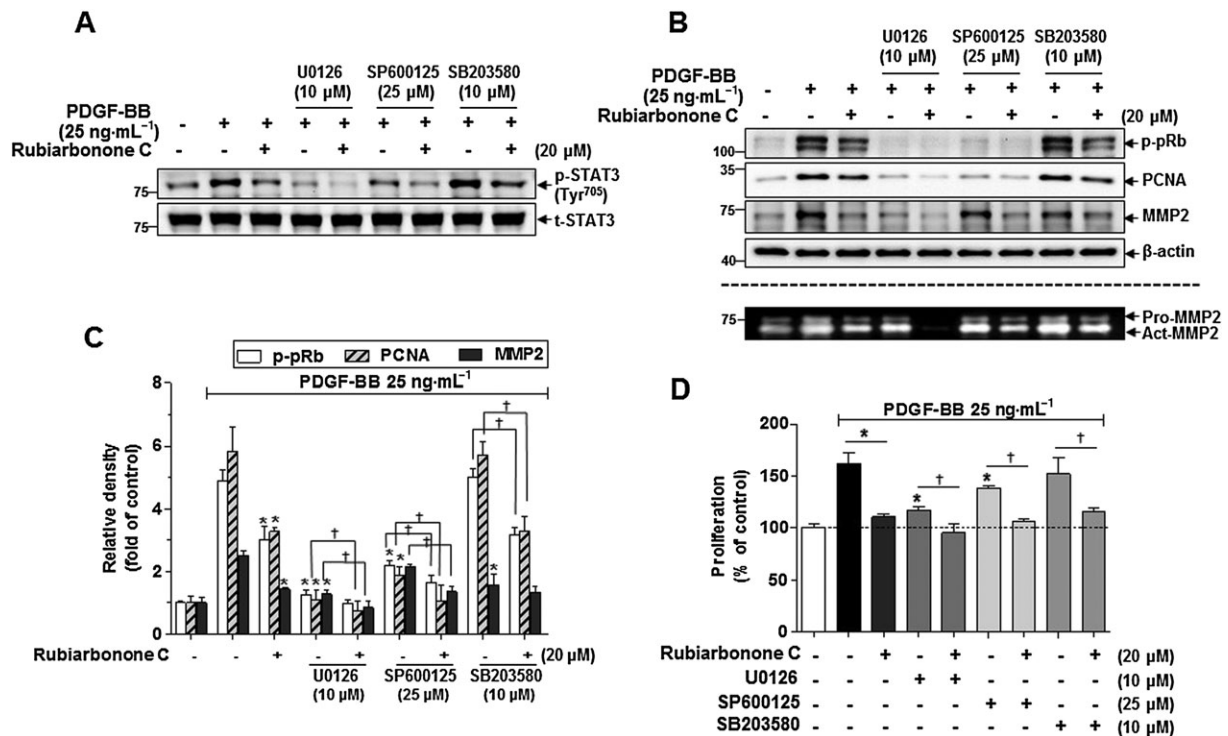 A
U0126 SP600125 SB203580
(10 μM) (25 μM) (10 μM)
PDGF-BB
(25 ng·mL⁻¹) - + + + + + + + +
Rubiarbonone C - - + - + - + - + (20 μM)
75 p-STAT3
(Tyr⁷⁰⁵)
75 t-STAT3
B
U0126 SP600125 SB203580
(10 μM) (25 μM) (10 μM)
PDGF-BB
(25 ng·mL⁻¹) - + + + + + + + +
Rubiarbonone C - - + - + - + - + (20 μM)
100 p-pRb
35 PCNA
75 MMP2
40 β-actin
75 Pro-MMP2
Act-MMP2
C
p-pRb PCNA MMP2
PDGF-BB 25 ng·mL⁻¹
Relative density
(fold of control)
8
6
4
2
0
* * * * * * † † * * † † * † †
Rubiarbonone C - - + - + - + - + (20 μM)
U0126 SP600125 SB203580
(10 μM) (25 μM) (10 μM)
D
PDGF-BB 25 ng·mL⁻¹
Proliferation
(% of control)
200
150
100
50
0
* * † * † †
Rubiarbonone C - - + - + - + - + (20 μM)
U0126 - - - + + - - - - (10 μM)
SP600125 - - - - - + + - - (25 μM)
SB203580 - - - - - - - + + (10 μM)